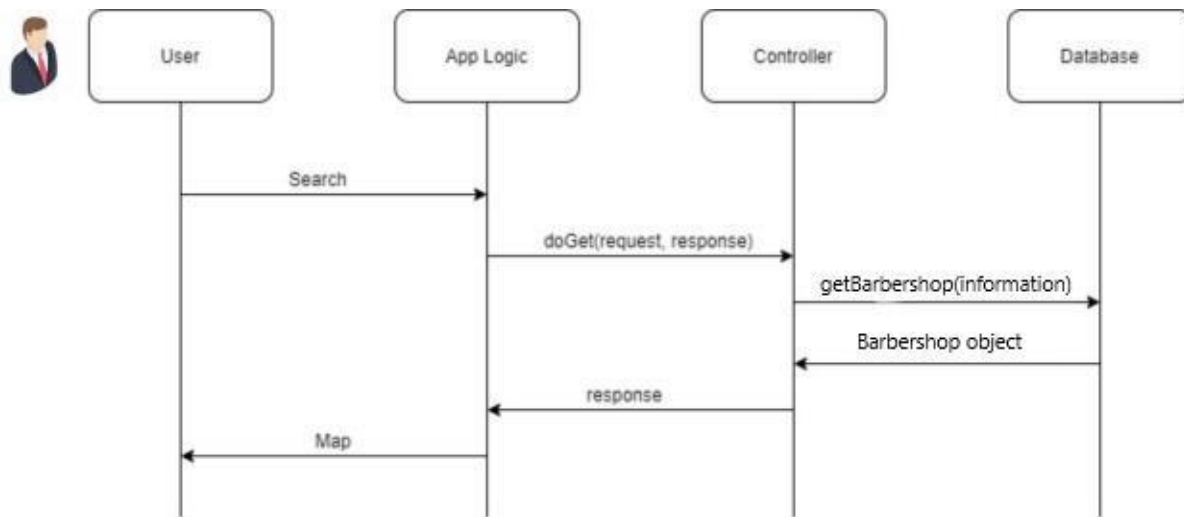 User
App Logic
Controller
Database
Search
doGet(request, response)
getBarbershop(information)
Barbershop object
response
Map